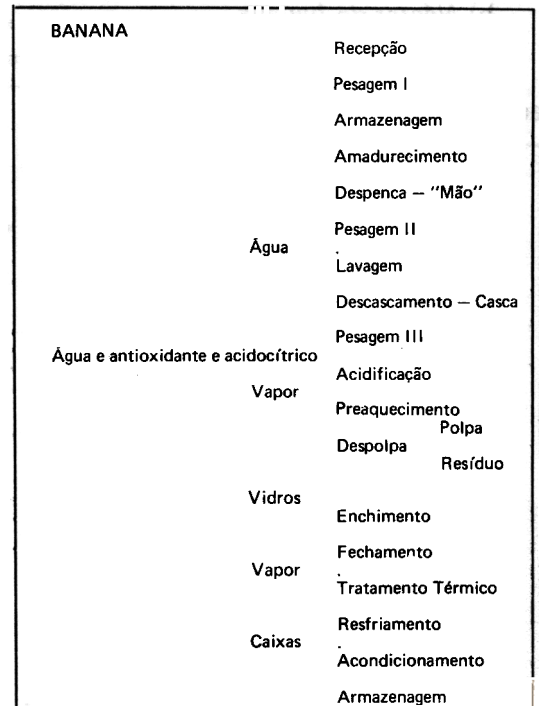 BANANA
Recepção
Pesagem I
Armazenagem
Amadurecimento
Despenca — "Mão"
Pesagem II
Água
Lavagem
Descascamento — Casca
Pesagem III
Água e antioxidante e acidocítrico
Acidificação
Vapor
Preaquecimento
Polpa
Despolpa
Resíduo
Vidros
Enchimento
Fechamento
Vapor
Tratamento Térmico
Resfriamento
Caixas
Acondicionamento
Armazenagem